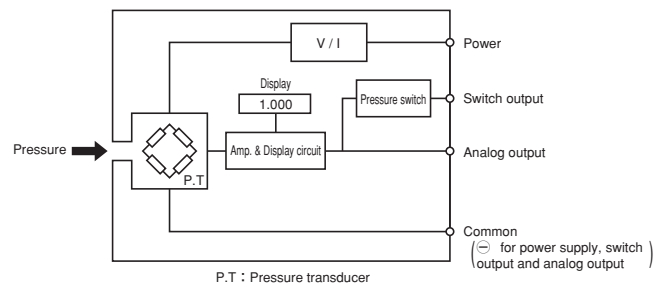 V / I
Power
Display
1.000
Pressure switch
Switch output
Pressure
Amp. & Display circuit
Analog output
P.T
Common
(⊖ for power supply, switch
output and analog output)
P.T : Pressure transducer